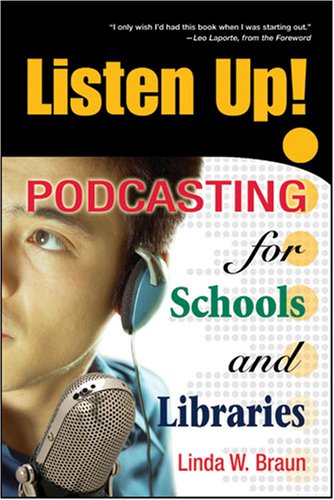 "I only wish I'd had this book when I was starting out."
—Leo Laporte, from the Foreword
Listen Up!
PODCASTING
for
Schools
and
Libraries
Linda W. Braun